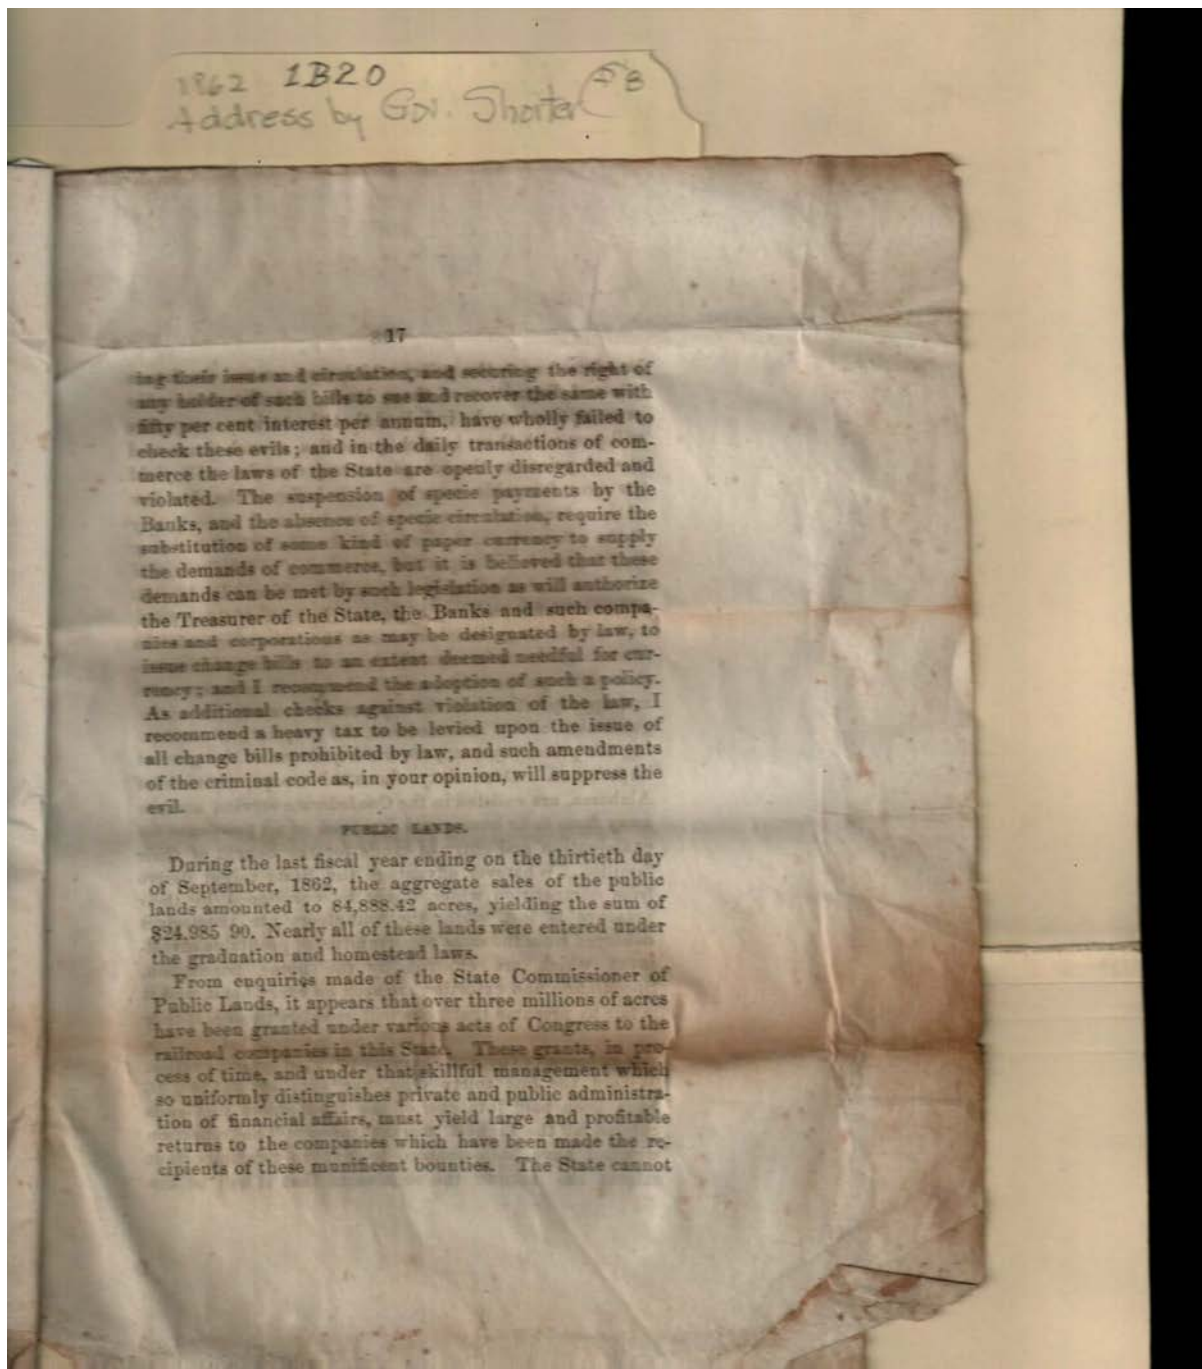 1862 1B20
Address by Gov. Shorter
17
ing their issue and circulation, and securing the right of
any holder of such bills to sue and recover the same with
fifty per cent interest per annum, have wholly failed to
check these evils; and in the daily transactions of com-
merce the laws of the State are openly disregarded and
violated. The suspension of specie payments by the
Banks, and the absence of specie circulation, require the
substitution of some kind of paper currency to supply
the demands of commerce, but it is believed that these
demands can be met by such legislation as will authorize
the Treasurer of the State, the Banks and such compa-
nies and corporations as may be designated by law, to
issue change bills to an extent deemed needful for cur-
rency; and I recommend the adoption of such a policy.
As additional checks against violation of the law, I
recommend a heavy tax to be levied upon the issue of
all change bills prohibited by law, and such amendments
of the criminal code as, in your opinion, will suppress the
evil.
PUBLIC LANDS.
During the last fiscal year ending on the thirtieth day
of September, 1862, the aggregate sales of the public
lands amounted to 84,888.42 acres, yielding the sum of
$24,985 90. Nearly all of these lands were entered under
the graduation and homestead laws.
From enquiries made of the State Commissioner of
Public Lands, it appears that over three millions of acres
have been granted under various acts of Congress to the
railroad companies in this State. These grants, in pro-
cess of time, and under that skillful management which
so uniformly distinguishes private and public administra-
tion of financial affairs, must yield large and profitable
returns to the companies which have been made the re-
cipients of these munificent bounties. The State cannot